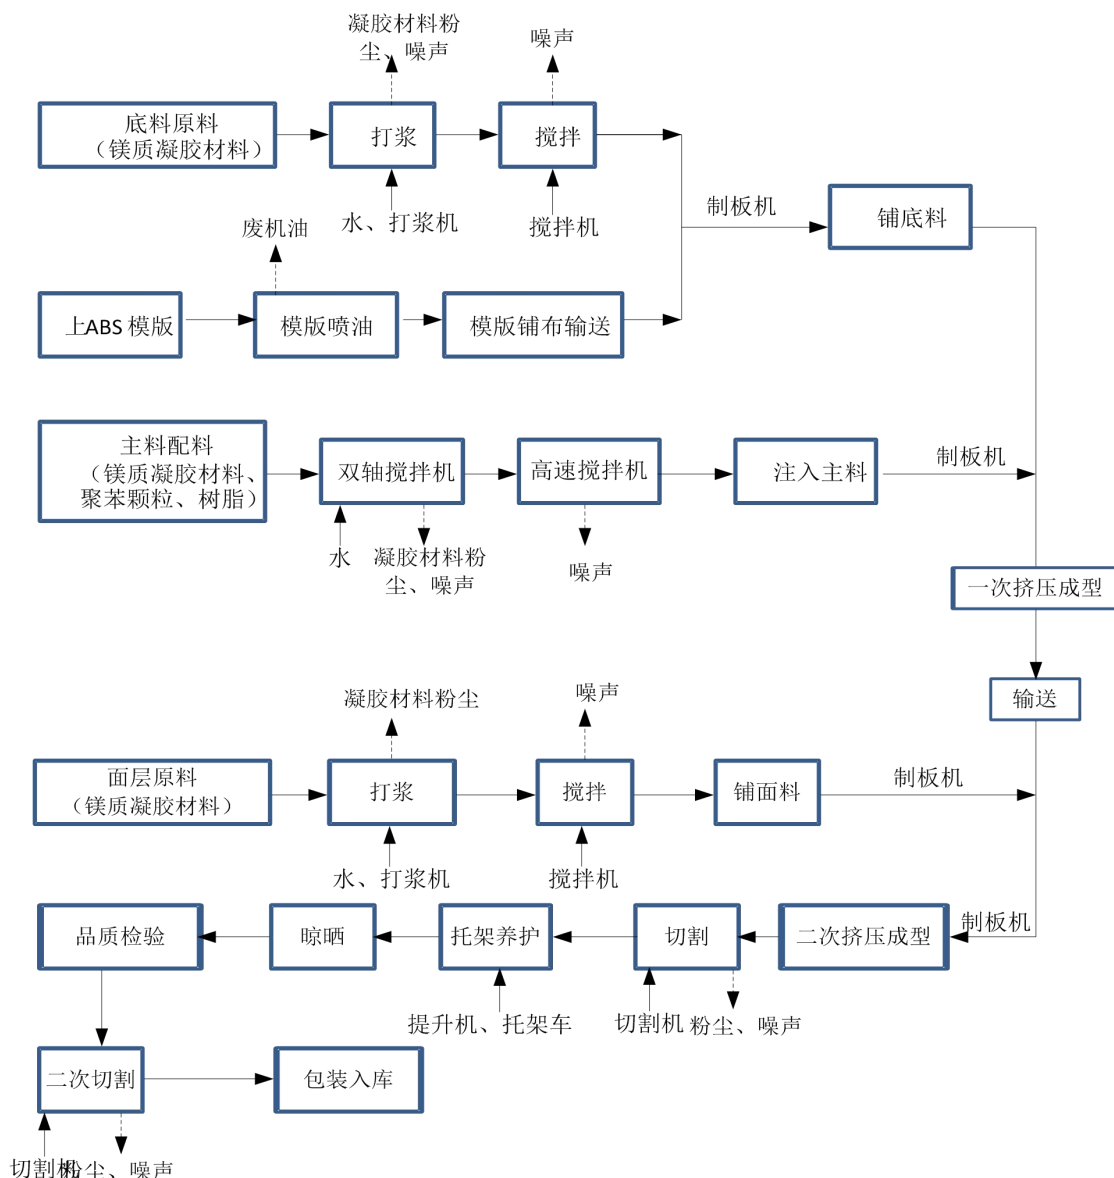 凝胶材料粉
尘、噪声
噪声
底料原料
（镁质凝胶材料）
打浆
搅拌
水、打浆机
搅拌机
制板机
铺底料
废机油
上ABS模版
模版喷油
模版铺布输送
主料配料
（镁质凝胶材料、
聚苯颗粒、树脂）
双轴搅拌机
高速搅拌机
注入主料
制板机
水
凝胶材料粉
尘、噪声
噪声
一次挤压成型
输送
凝胶材料粉尘
噪声
面层原料
（镁质凝胶材料）
打浆
搅拌
铺面料
制板机
水、打浆机
搅拌机
品质检验
晾晒
托架养护
切割
二次挤压成型
制板机
提升机、托架车
切割机
粉尘、噪声
二次切割
包装入库
切割机
粉尘、噪声